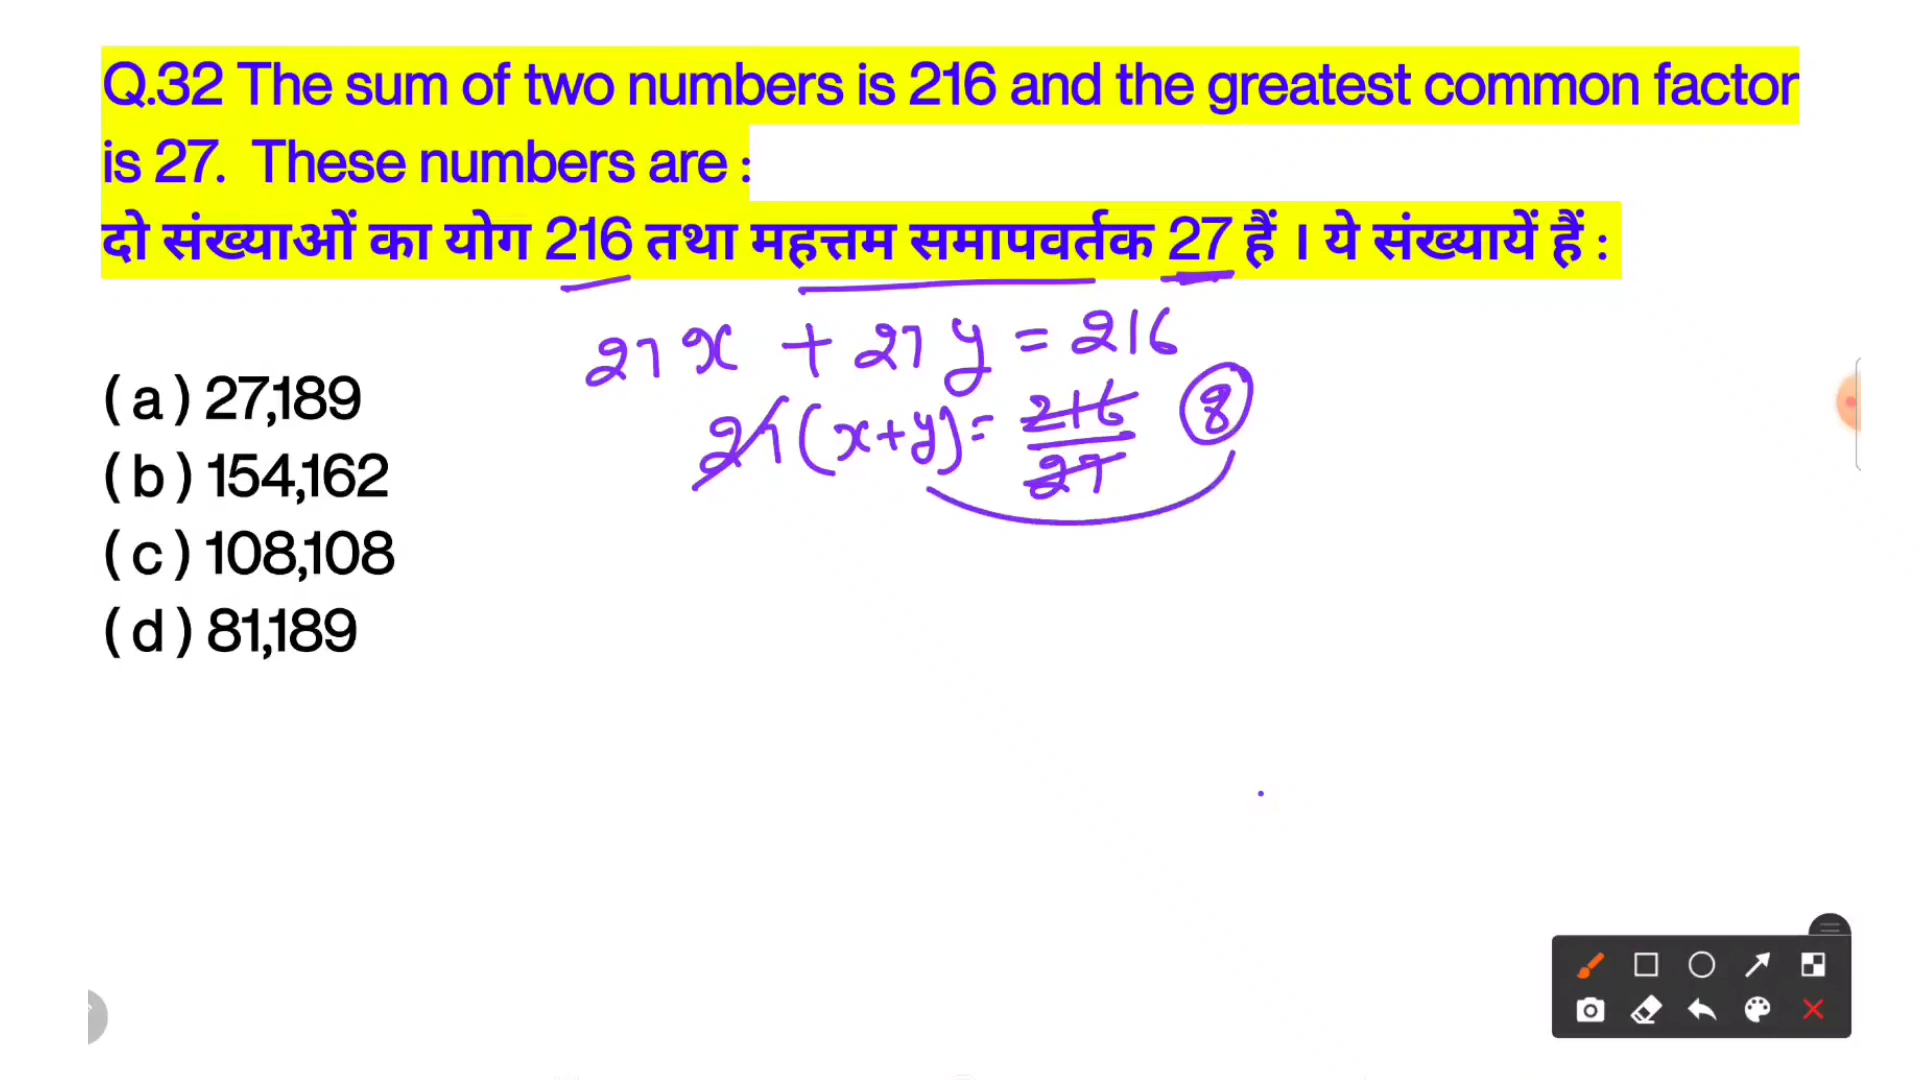 Q.32 The sum of two numbers is 216 and the greatest common factor
is 27. These numbers are :
दो संख्याओं का योग 216 तथा महत्तम समापवर्तक 27 हैं । ये संख्यायें हैं :
27x + 27y = 216
27(x+y)= 216/27 8
( a ) 27,189
( b ) 154,162
( c ) 108,108
( d ) 81,189